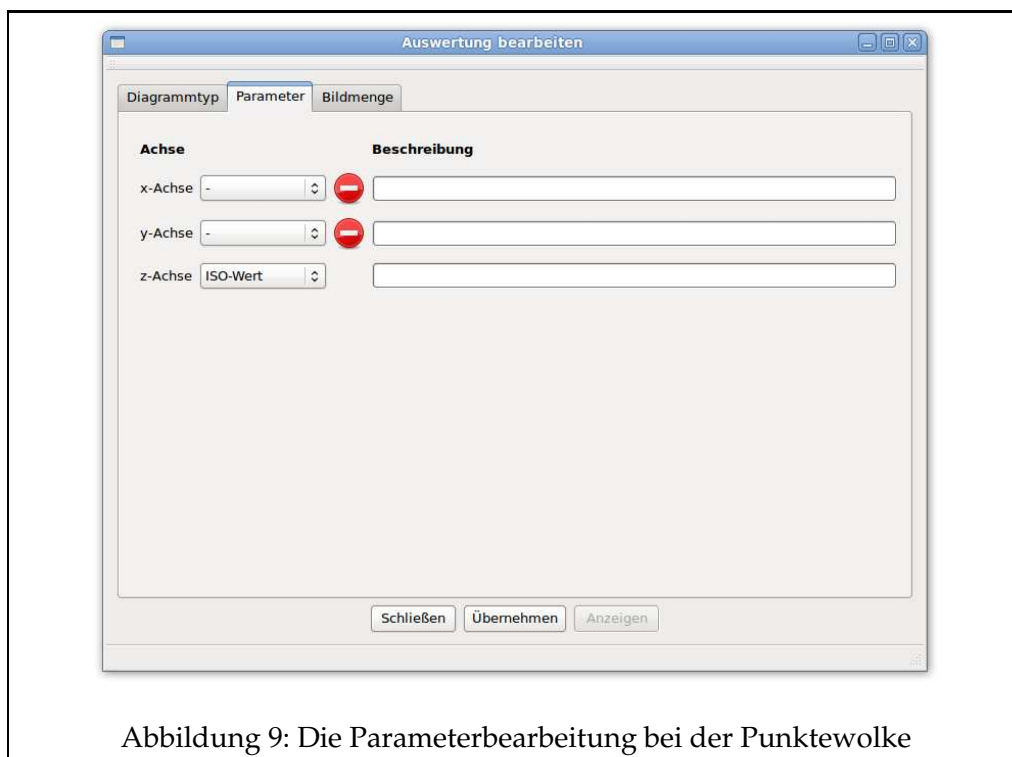 Auswertung bearbeiten
Diagrammtyp Parameter Bildmenge
Achse Beschreibung
x-Achse -
y-Achse -
z-Achse ISO-Wert
Schließen Übernehmen Anzeigen
Abbildung 9: Die Parameterbearbeitung bei der Punktewolke